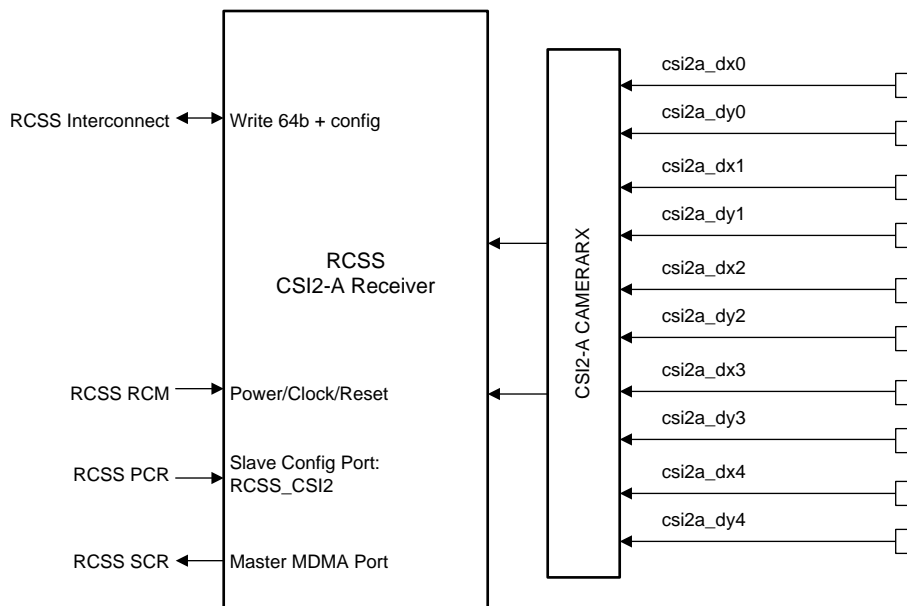 RCSS Interconnect
Write 64b + config
RCSS
CSI2-A Receiver
RCSS RCM
Power/Clock/Reset
RCSS PCR
Slave Config Port:
RCSS_CSI2
RCSS SCR
Master MDMA Port
CSI2-A CAMERARX
csi2a_dx0
csi2a_dy0
csi2a_dx1
csi2a_dy1
csi2a_dx2
csi2a_dy2
csi2a_dx3
csi2a_dy3
csi2a_dx4
csi2a_dy4